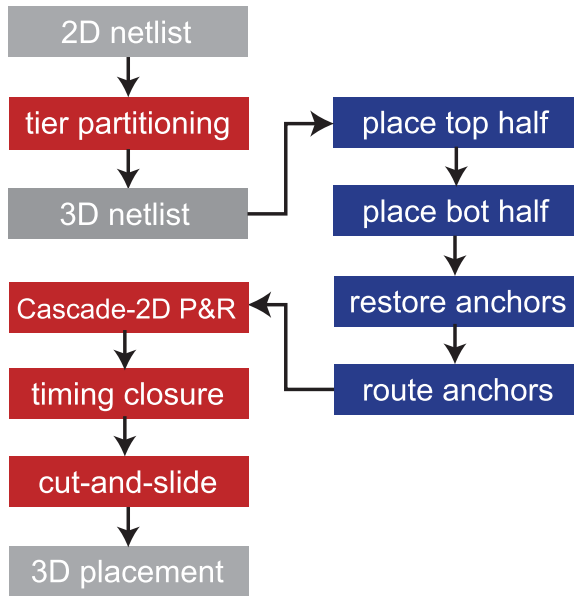 2D netlist
tier partitioning
3D netlist
place top half
place bot half
restore anchors
route anchors
Cascade-2D P&R
timing closure
cut-and-slide
3D placement